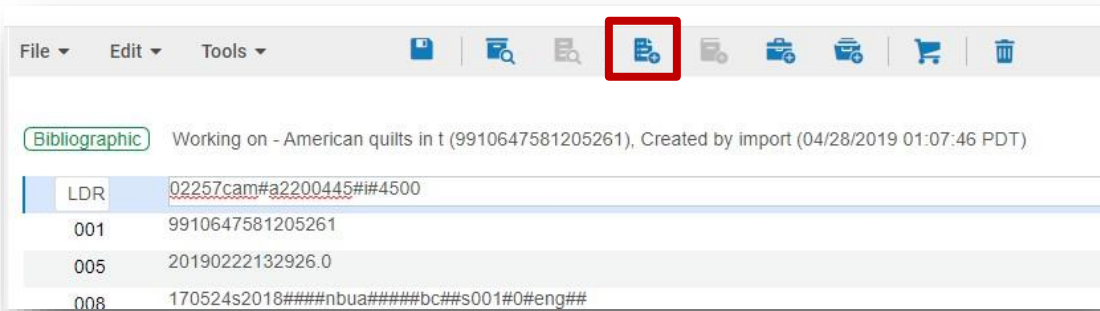 File Edit Tools
Bibliographic Working on - American quilts in t (9910647581205261), Created by import (04/28/2019 01:07:46 PDT)
LDR 02257cam#a2200445#i#4500
001 9910647581205261
005 20190222132926.0
008 170524s2018####nbua#####bc##s001#0#eng##